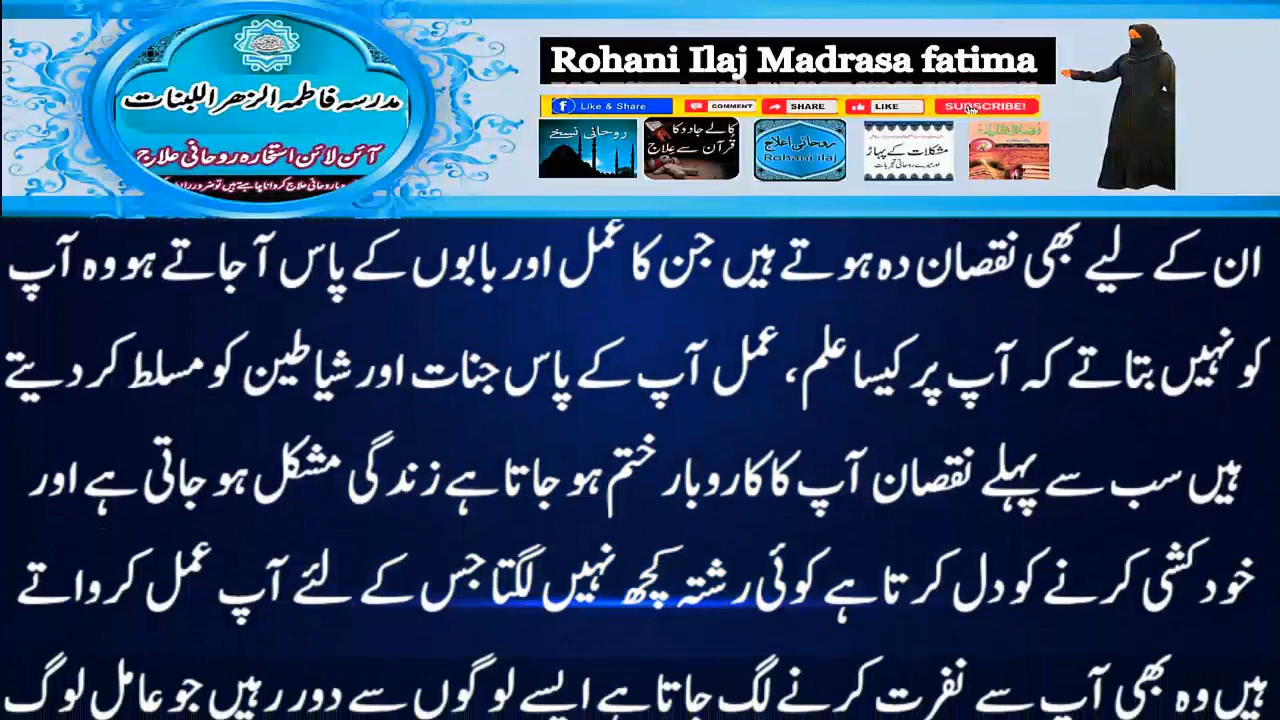 مدرسہ فاطمہ الزھرا للبنات
آئن لائن استخارہ روحانی علاج
Rohani Ilaj Madrasa fatima
Like & Share
COMMENT
SHARE
LIKE
SUBSCRIBE!
روحانی نسخے
کالے جادو کا
قرآن سے علاج
روحانی علاج
Rohani ilaj
مشکلات کے پہاڑ
ان کے لیے بھی نقصان دہ ہوتے ہیں جن کا عمل اور بابوں کے پاس آ جاتے ہو وہ آپ
کو نہیں بتاتے کہ آپ پر کیسا علم، عمل آپ کے پاس جنات اور شیاطین کو مسلط کر دیتے
ہیں سب سے پہلے نقصان آپ کا کاروبار ختم ہو جاتا ہے زندگی مشکل ہو جاتی ہے اور
خودکشی کرنے کو دل کرتا ہے کوئی رشتہ کچھ نہیں لگتا جس کے لئے آپ عمل کرواتے
ہیں وہ بھی آپ سے نفرت کرنے لگ جاتا ہے ایسے لوگوں سے دور رہیں جو عامل لوگ